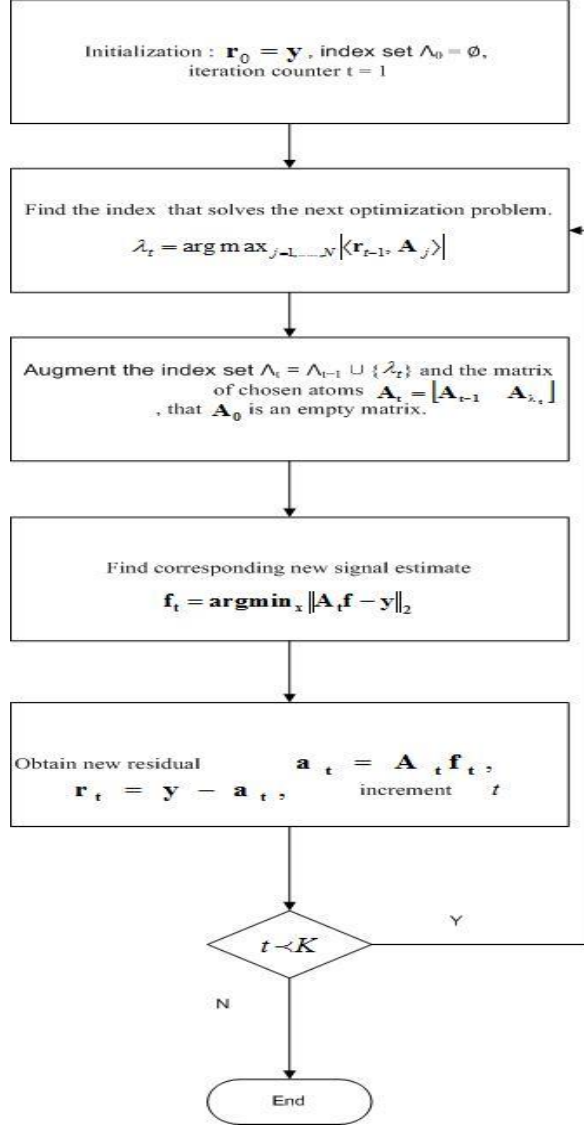 Initialization : r₀ = y , index set Λ₀ = ∅,
iteration counter t = 1
Find the index that solves the next optimization problem.
λₜ = arg max ⱼ₌₁,.....,N |⟨rₜ₋₁, Aⱼ⟩|
Augment the index set Λₜ = Λₜ₋₁ ∪ {λₜ} and the matrix
of chosen atoms Aₜ = ⌊Aₜ₋₁ A_λₜ⌋
, that A₀ is an empty matrix.
Find corresponding new signal estimate
fₜ = argminₓ ‖Aₜf − y‖₂
Obtain new residual aₜ = Aₜfₜ ,
rₜ = y − aₜ , increment t
t ≺ K
Y
N
End